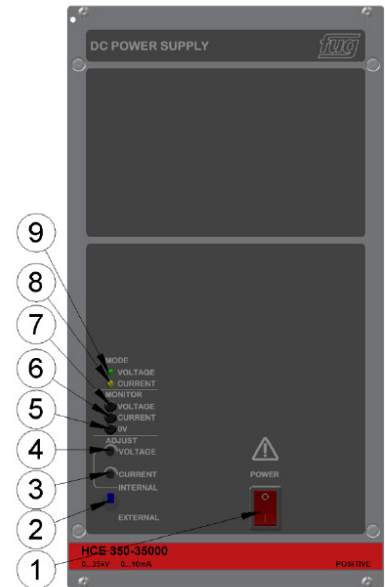 DC POWER SUPPLY
fug
9
8
7
6
5
4
3
2
1
MODE
VOLTAGE
CURRENT
MONITOR
VOLTAGE
CURRENT
0V
ADJUST
VOLTAGE
CURRENT
INTERNAL
EXTERNAL
POWER
HCE 350-35000
0...35kV 0...10mA
POSITIVE